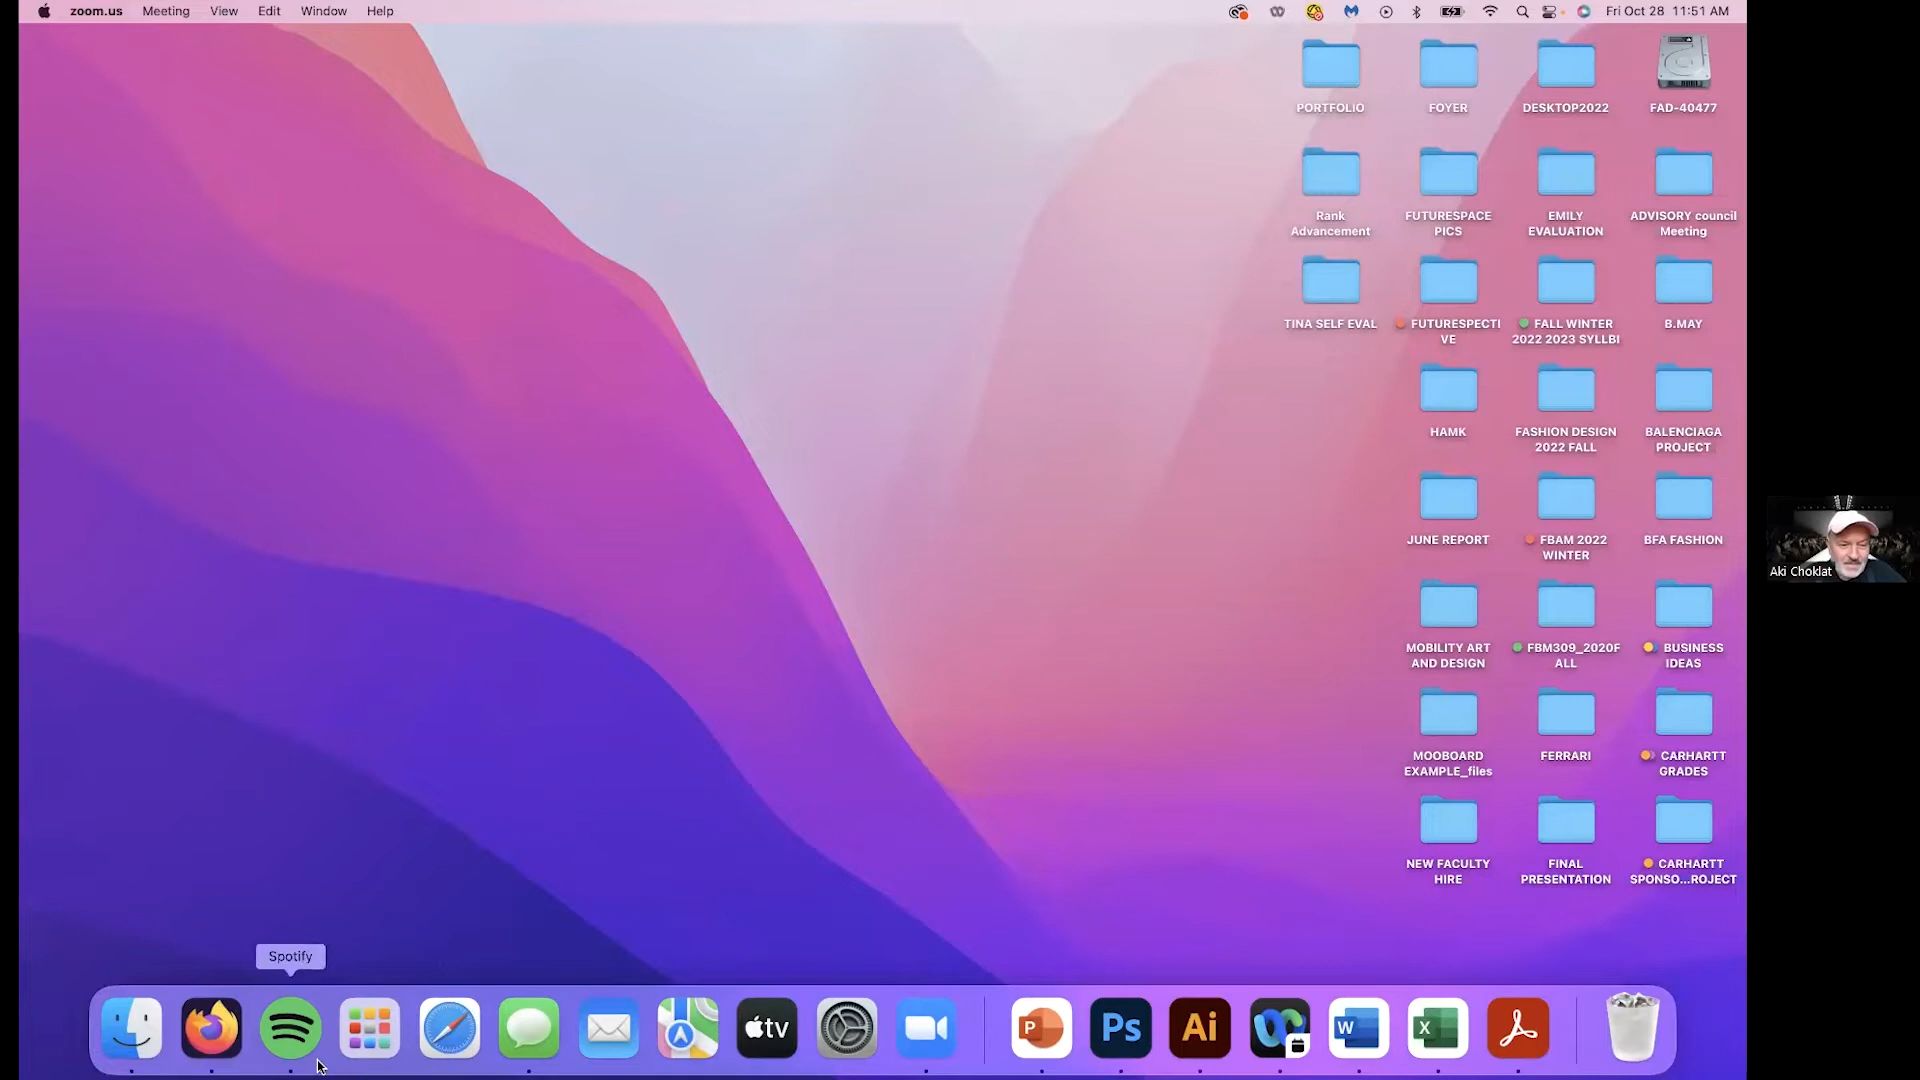 zoom.us Meeting View Edit Window Help Fri Oct 28 11:51 AM
PORTFOLIO
FOYER
DESKTOP2022
FAD-40477
Rank
Advancement
FUTURESPACE
PICS
EMILY
EVALUATION
ADVISORY council
Meeting
TINA SELF EVAL
FUTURESPECTI
VE
FALL WINTER
2022 2023 SYLLBI
B.MAY
HAMK
FASHION DESIGN
2022 FALL
BALENCIAGA
PROJECT
JUNE REPORT
FBAM 2022
WINTER
BFA FASHION
Aki Choklat
MOBILITY ART
AND DESIGN
FBM309_2020F
ALL
BUSINESS
IDEAS
MOOBOARD
EXAMPLE_files
FERRARI
CARHARTT
GRADES
NEW FACULTY
HIRE
FINAL
PRESENTATION
CARHARTT
SPONSO...ROJECT
Spotify
tv
P
Ps
Ai
W
X